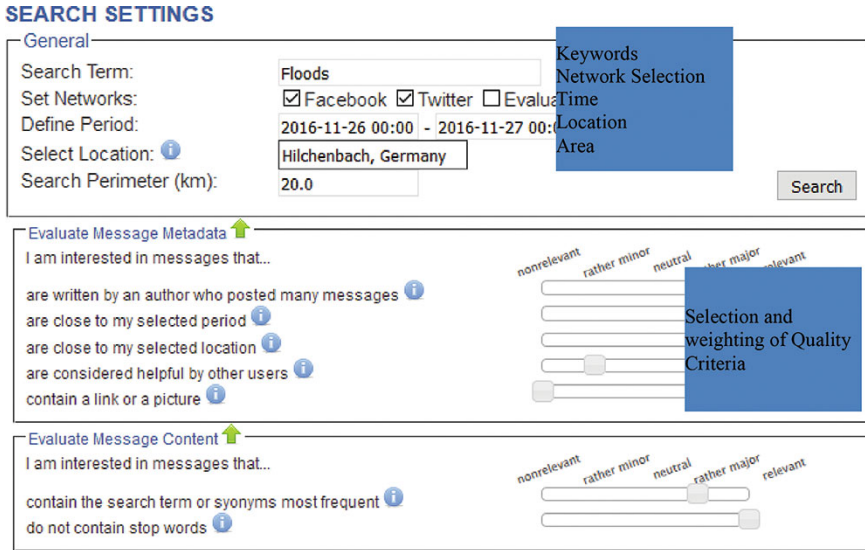 SEARCH SETTINGS
General
Search Term: Floods
Set Networks: Facebook Twitter
Define Period: 2016-11-26 00:00 - 2016-11-27
Select Location: Hilchenbach, Germany
Search Perimeter (km): 20.0
Search
Keywords
Network Selection
Time
Location
Area
Evaluate Message Metadata
I am interested in messages that...
nonrelevant rather minor neutral major
are written by an author who posted many messages
are close to my selected period
are close to my selected location
are considered helpful by other users
contain a link or a picture
Selection and
weighting of Quality
Criteria
Evaluate Message Content
I am interested in messages that...
nonrelevant rather minor neutral rather major relevant
contain the search term or syonyms most frequent
do not contain stop words